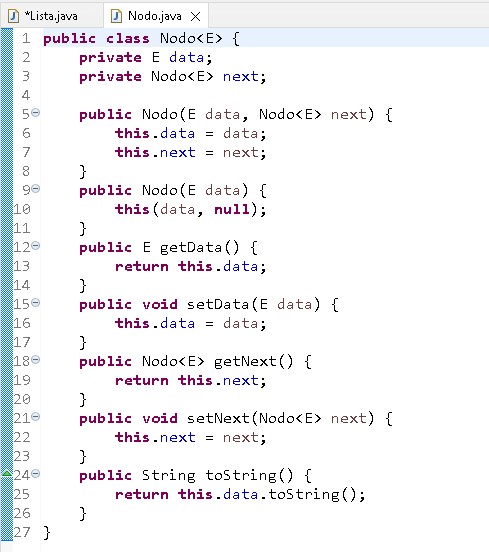 *Lista.java Nodo.java
1 public class Nodo<E> {
2 private E data;
3 private Nodo<E> next;
4
5 public Nodo(E data, Nodo<E> next) {
6 this.data = data;
7 this.next = next;
8 }
9 public Nodo(E data) {
10 this(data, null);
11 }
12 public E getData() {
13 return this.data;
14 }
15 public void setData(E data) {
16 this.data = data;
17 }
18 public Nodo<E> getNext() {
19 return this.next;
20 }
21 public void setNext(Nodo<E> next) {
22 this.next = next;
23 }
24 public String toString() {
25 return this.data.toString();
26 }
27 }